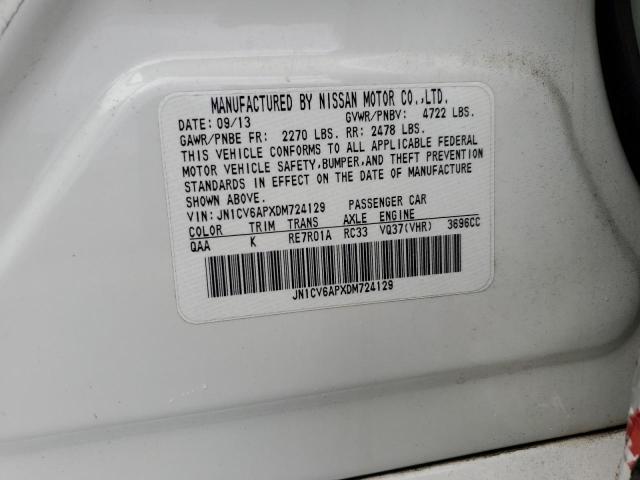 MANUFACTURED BY NISSAN MOTOR CO.,LTD.
DATE: 09/13 GVWR/PNBV: 4722 LBS.
GAWR/PNBE FR: 2270 LBS. RR: 2478 LBS.
THIS VEHICLE CONFORMS TO ALL APPLICABLE FEDERAL
MOTOR VEHICLE SAFETY,BUMPER,AND THEFT PREVENTION
STANDARDS IN EFFECT ON THE DATE OF MANUFACTURE
SHOWN ABOVE.
VIN: JN1CV6APXDM724129 PASSENGER CAR
COLOR TRIM TRANS AXLE ENGINE
QAA K RE7R01A RC33 VQ37(VHR) 3696CC
JN1CV6APXDM724129